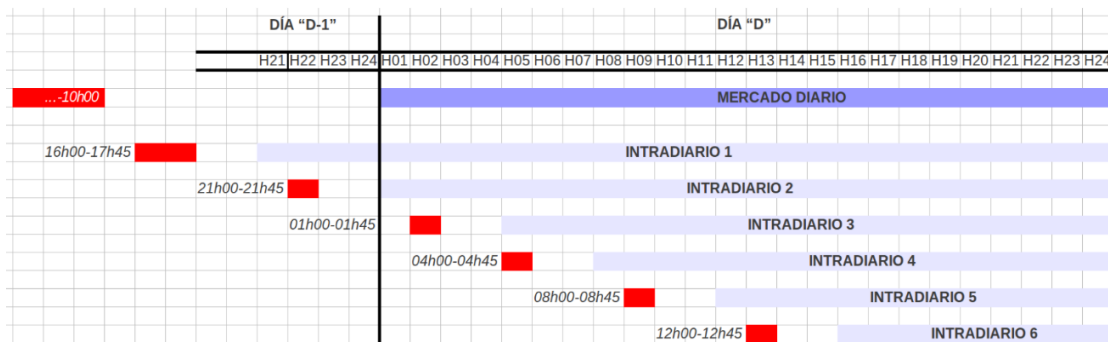 DÍA “D-1” DÍA “D”
H21 H22 H23 H24 H01 H02 H03 H04 H05 H06 H07 H08 H09 H10 H11 H12 H13 H14 H15 H16 H17 H18 H19 H20 H21 H22 H23 H24
...-10h00 MERCADO DIARIO
16h00-17h45 INTRADIARIO 1
21h00-21h45 INTRADIARIO 2
01h00-01h45 INTRADIARIO 3
04h00-04h45 INTRADIARIO 4
08h00-08h45 INTRADIARIO 5
12h00-12h45 INTRADIARIO 6